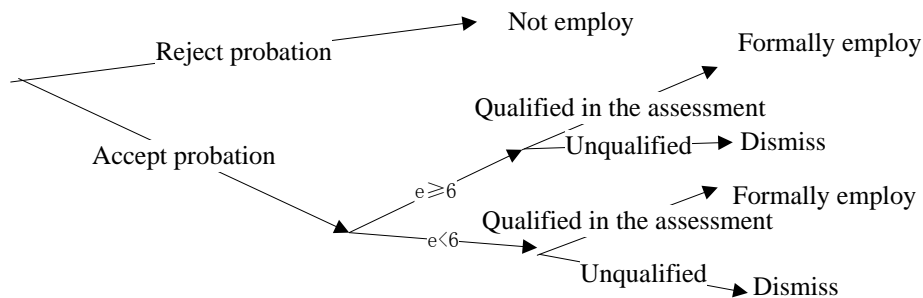 Not employ
Reject probation
Formally employ
Qualified in the assessment
Unqualified
Dismiss
Accept probation
e≥6
Formally employ
Qualified in the assessment
e<6
Unqualified
Dismiss